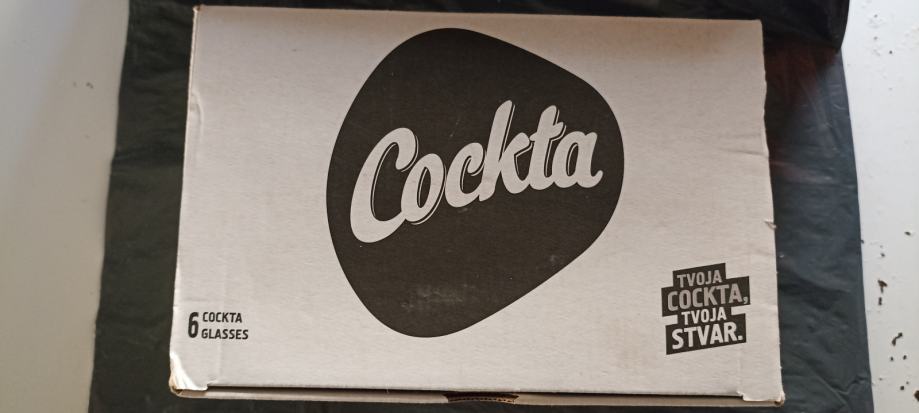 Cockta
6 COCKTA
GLASSES
TVOJA
COCKTA,
TVOJA
STVAR.